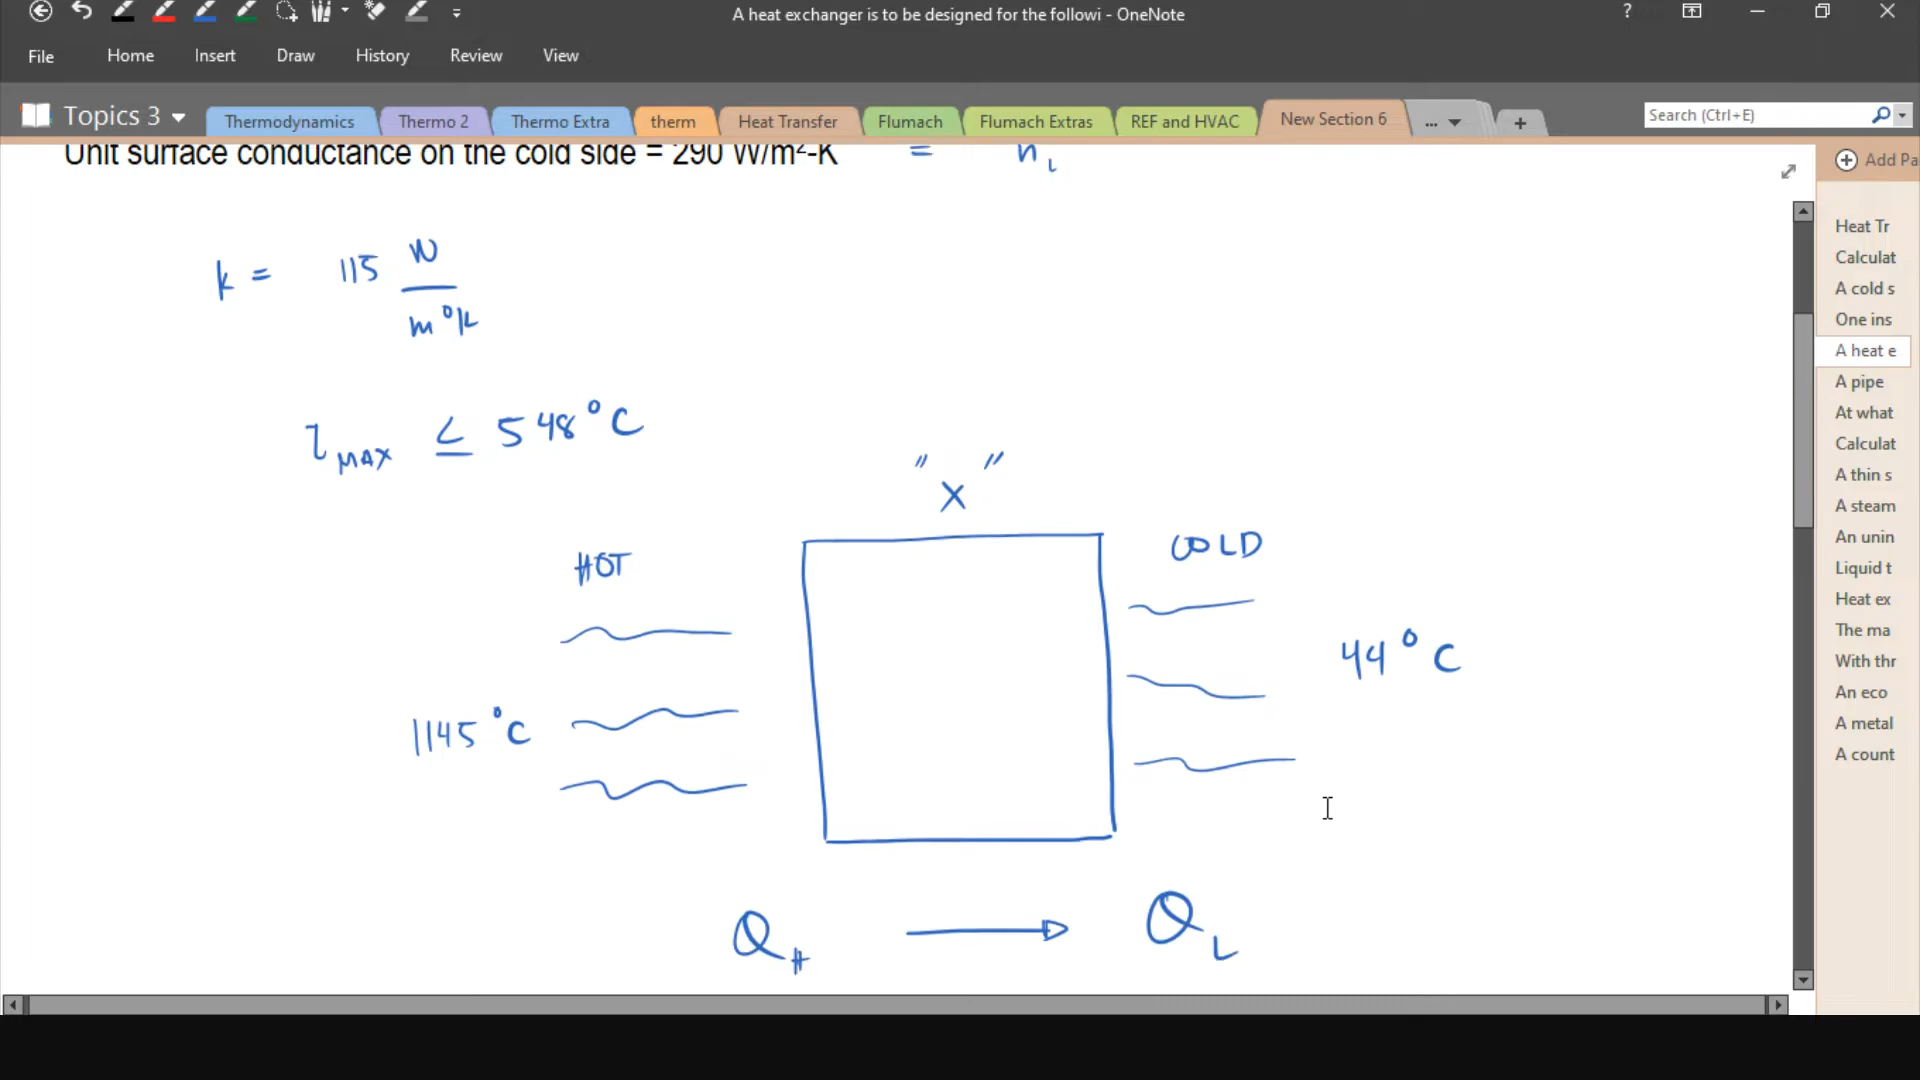 A heat exchanger is to be designed for the followi - OneNote
?
File Home Insert Draw History Review View
Topics 3
Thermodynamics Thermo 2 Thermo Extra therm Heat Transfer Flumach Flumach Extras REF and HVAC New Section 6 ... +
Search (Ctrl+E)
Unit surface conductance on the cold side = 290 W/m²-K = h L
Add Pa
k = 115 W
m°K
T MAX ≤ 548°C
" X "
HOT
COLD
1145°C
44°C
Q H
Q L
Heat Tr
Calculat
A cold s
One ins
A heat e
A pipe
At what
Calculat
A thin s
A steam
An unin
Liquid t
Heat ex
The ma
With thr
An eco
A metal
A count